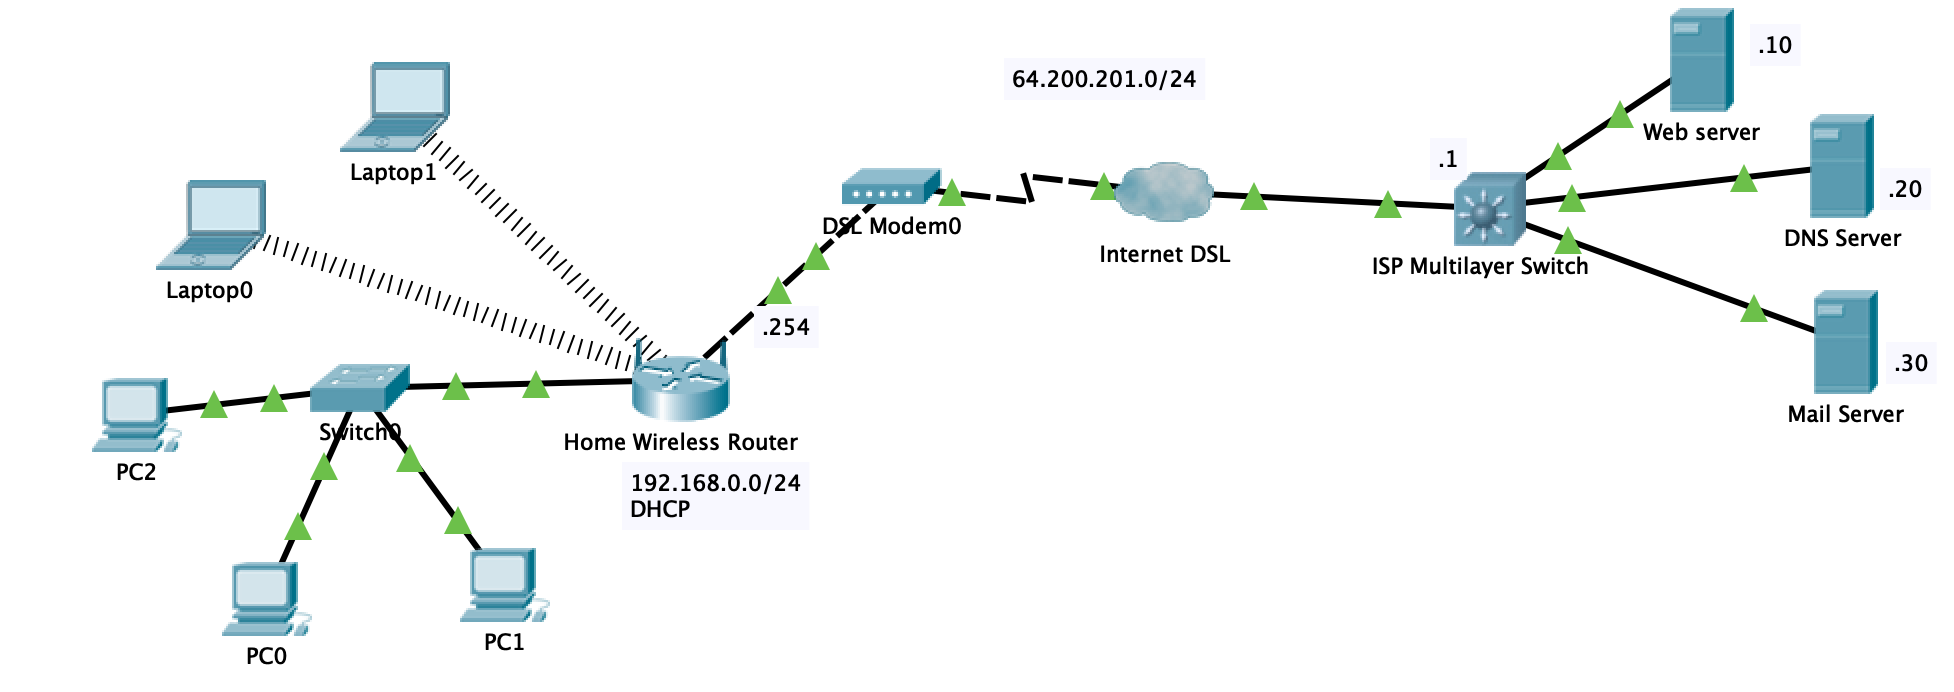 .10
64.200.201.0/24
Web server
.1
Laptop1
.20
DSL Modem0
DNS Server
Internet DSL
ISP Multilayer Switch
Laptop0
.254
.30
Mail Server
Switch0
Home Wireless Router
PC2
192.168.0.0/24
DHCP
PC1
PC0